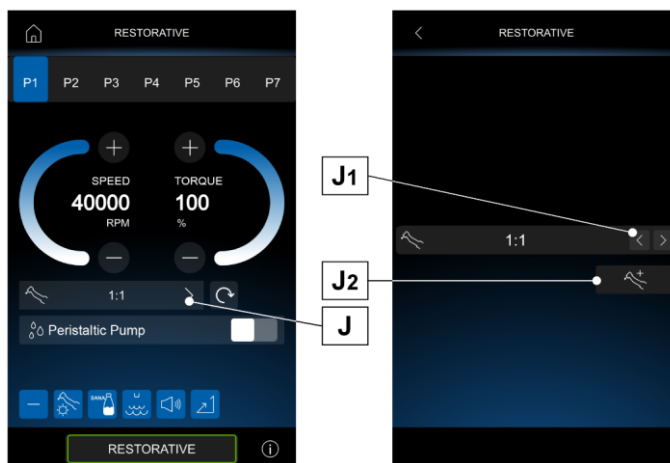 RESTORATIVE
P1 P2 P3 P4 P5 P6 P7
SPEED
40000
RPM
TORQUE
100
%
1:1
Peristaltic Pump
SANA
RESTORATIVE
J1
J2
J
RESTORATIVE
1:1